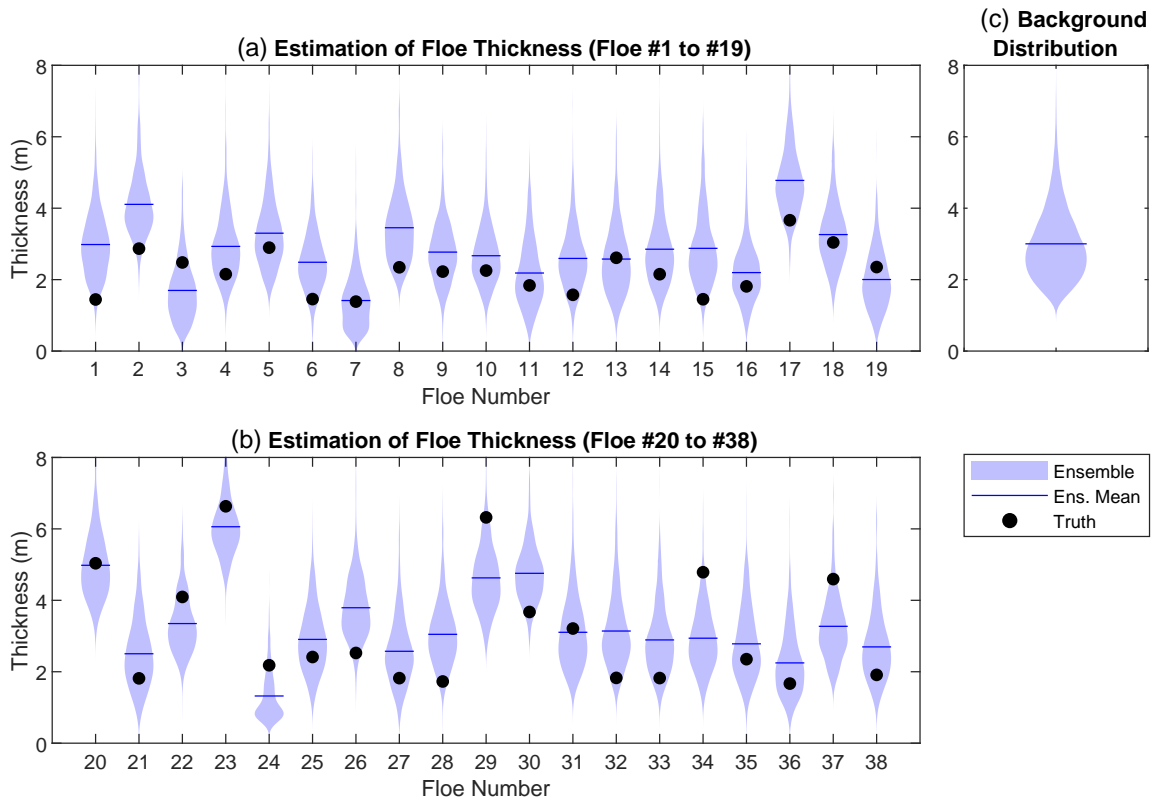 (a) Estimation of Floe Thickness (Floe #1 to #19)
8
6
4
2
0
Thickness (m)
1 2 3 4 5 6 7 8 9 10 11 12 13 14 15 16 17 18 19
Floe Number
(c) Background
Distribution
8
6
4
2
0
(b) Estimation of Floe Thickness (Floe #20 to #38)
8
6
4
2
0
Thickness (m)
20 21 22 23 24 25 26 27 28 29 30 31 32 33 34 35 36 37 38
Floe Number
Ensemble
Ens. Mean
Truth